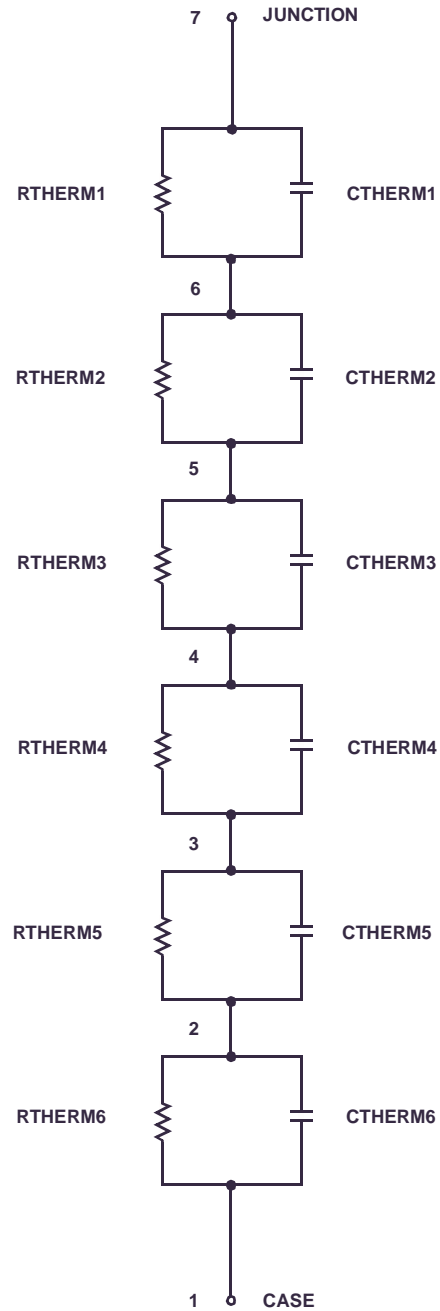 7 JUNCTION
RTHERM1 CTHERM1
6
RTHERM2 CTHERM2
5
RTHERM3 CTHERM3
4
RTHERM4 CTHERM4
3
RTHERM5 CTHERM5
2
RTHERM6 CTHERM6
1 CASE